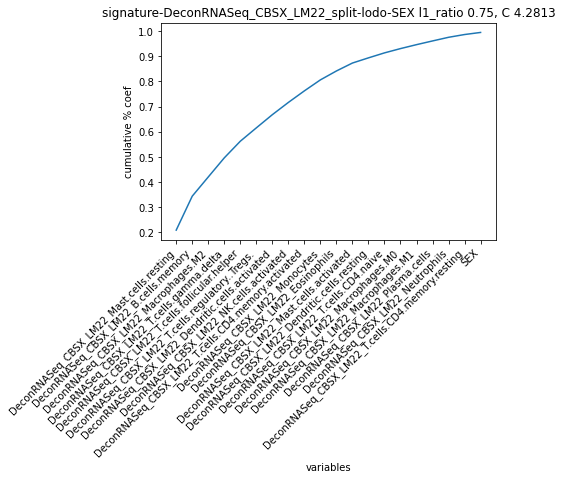 signature-DeconRNASeq_CBSX_LM22_split-lodo-SEX l1_ratio 0.75, C 4.2813
cumulative % coef
1.0
0.9
0.8
0.7
0.6
0.5
0.4
0.3
0.2
DeconRNASeq_CBSX_LM22_Mast.cells.resting
DeconRNASeq_CBSX_LM22_B.cells.memory
DeconRNASeq_CBSX_LM22_Macrophages.M2
DeconRNASeq_CBSX_LM22_T.cells.gamma.delta
DeconRNASeq_CBSX_LM22_T.cells.follicular.helper
DeconRNASeq_CBSX_LM22_T.cells.regulatory..Tregs.
DeconRNASeq_CBSX_LM22_Dendritic.cells.activated
DeconRNASeq_CBSX_LM22_NK.cells.activated
DeconRNASeq_CBSX_LM22_T.cells.CD4.memory.activated
DeconRNASeq_CBSX_LM22_Monocytes
DeconRNASeq_CBSX_LM22_Eosinophils
DeconRNASeq_CBSX_LM22_Mast.cells.activated
DeconRNASeq_CBSX_LM22_Dendritic.cells.resting
DeconRNASeq_CBSX_LM22_T.cells.CD4.naive
DeconRNASeq_CBSX_LM22_Macrophages.M0
DeconRNASeq_CBSX_LM22_Macrophages.M1
DeconRNASeq_CBSX_LM22_Plasma.cells
DeconRNASeq_CBSX_LM22_Neutrophils
DeconRNASeq_CBSX_LM22_T.cells.CD4.memory.resting
SEX
variables